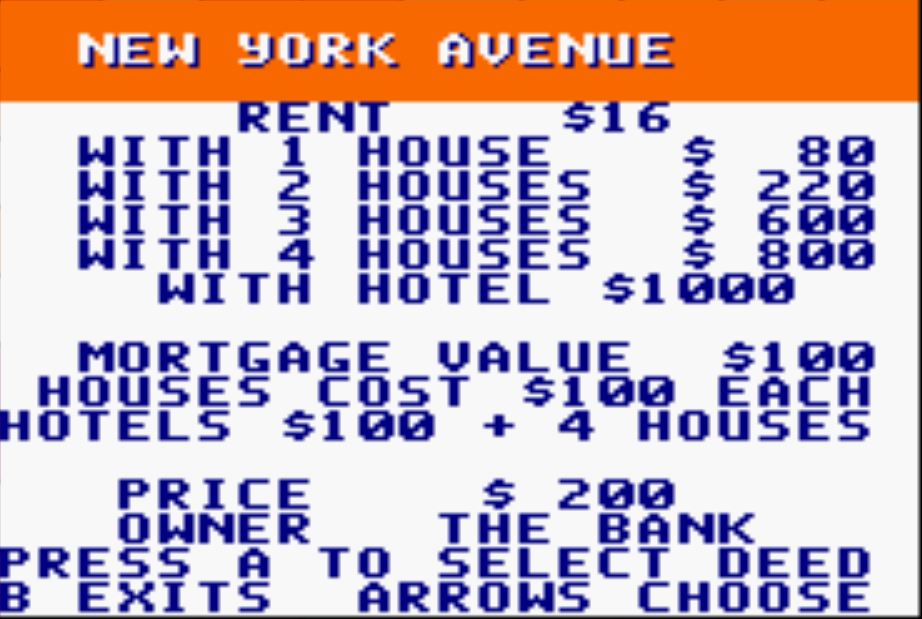 NEW YORK AVENUE
RENT $16
WITH 1 HOUSE $ 80
WITH 2 HOUSES $ 220
WITH 3 HOUSES $ 600
WITH 4 HOUSES $ 800
WITH HOTEL $1000
MORTGAGE VALUE $100
HOUSES COST $100 EACH
HOTELS $100 + 4 HOUSES
PRICE $ 200
OWNER THE BANK
PRESS A TO SELECT DEED
B EXITS ARROWS CHOOSE